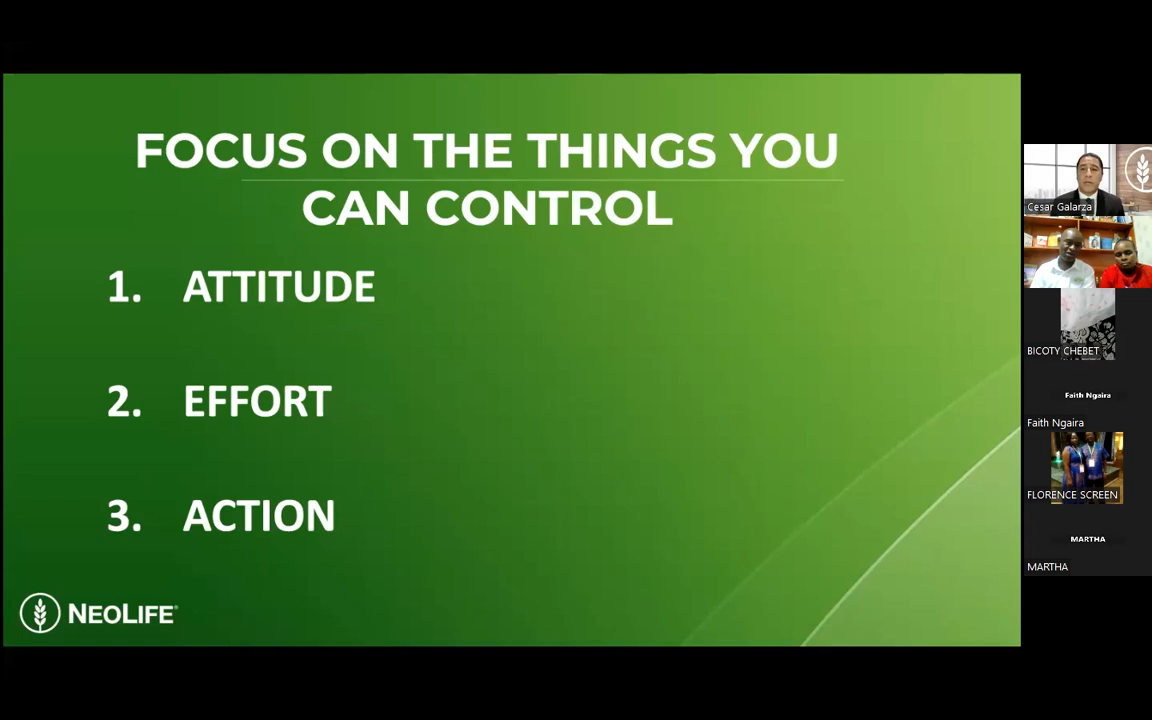 FOCUS ON THE THINGS YOU
CAN CONTROL
1. ATTITUDE
2. EFFORT
3. ACTION
NEOLIFE®
Cesar Galarza
BICOTY CHEBET
Faith Ngaira
Faith Ngaira
FLORENCE SCREEN
MARTHA
MARTHA